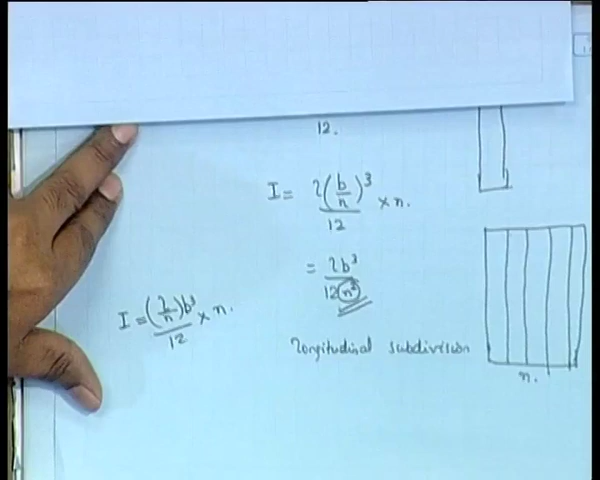 12.
I = l(b/n)³/12 × n.
= lb³/12n²
I = (l/n)b³/12 × n.
longitudinal subdivision
n.